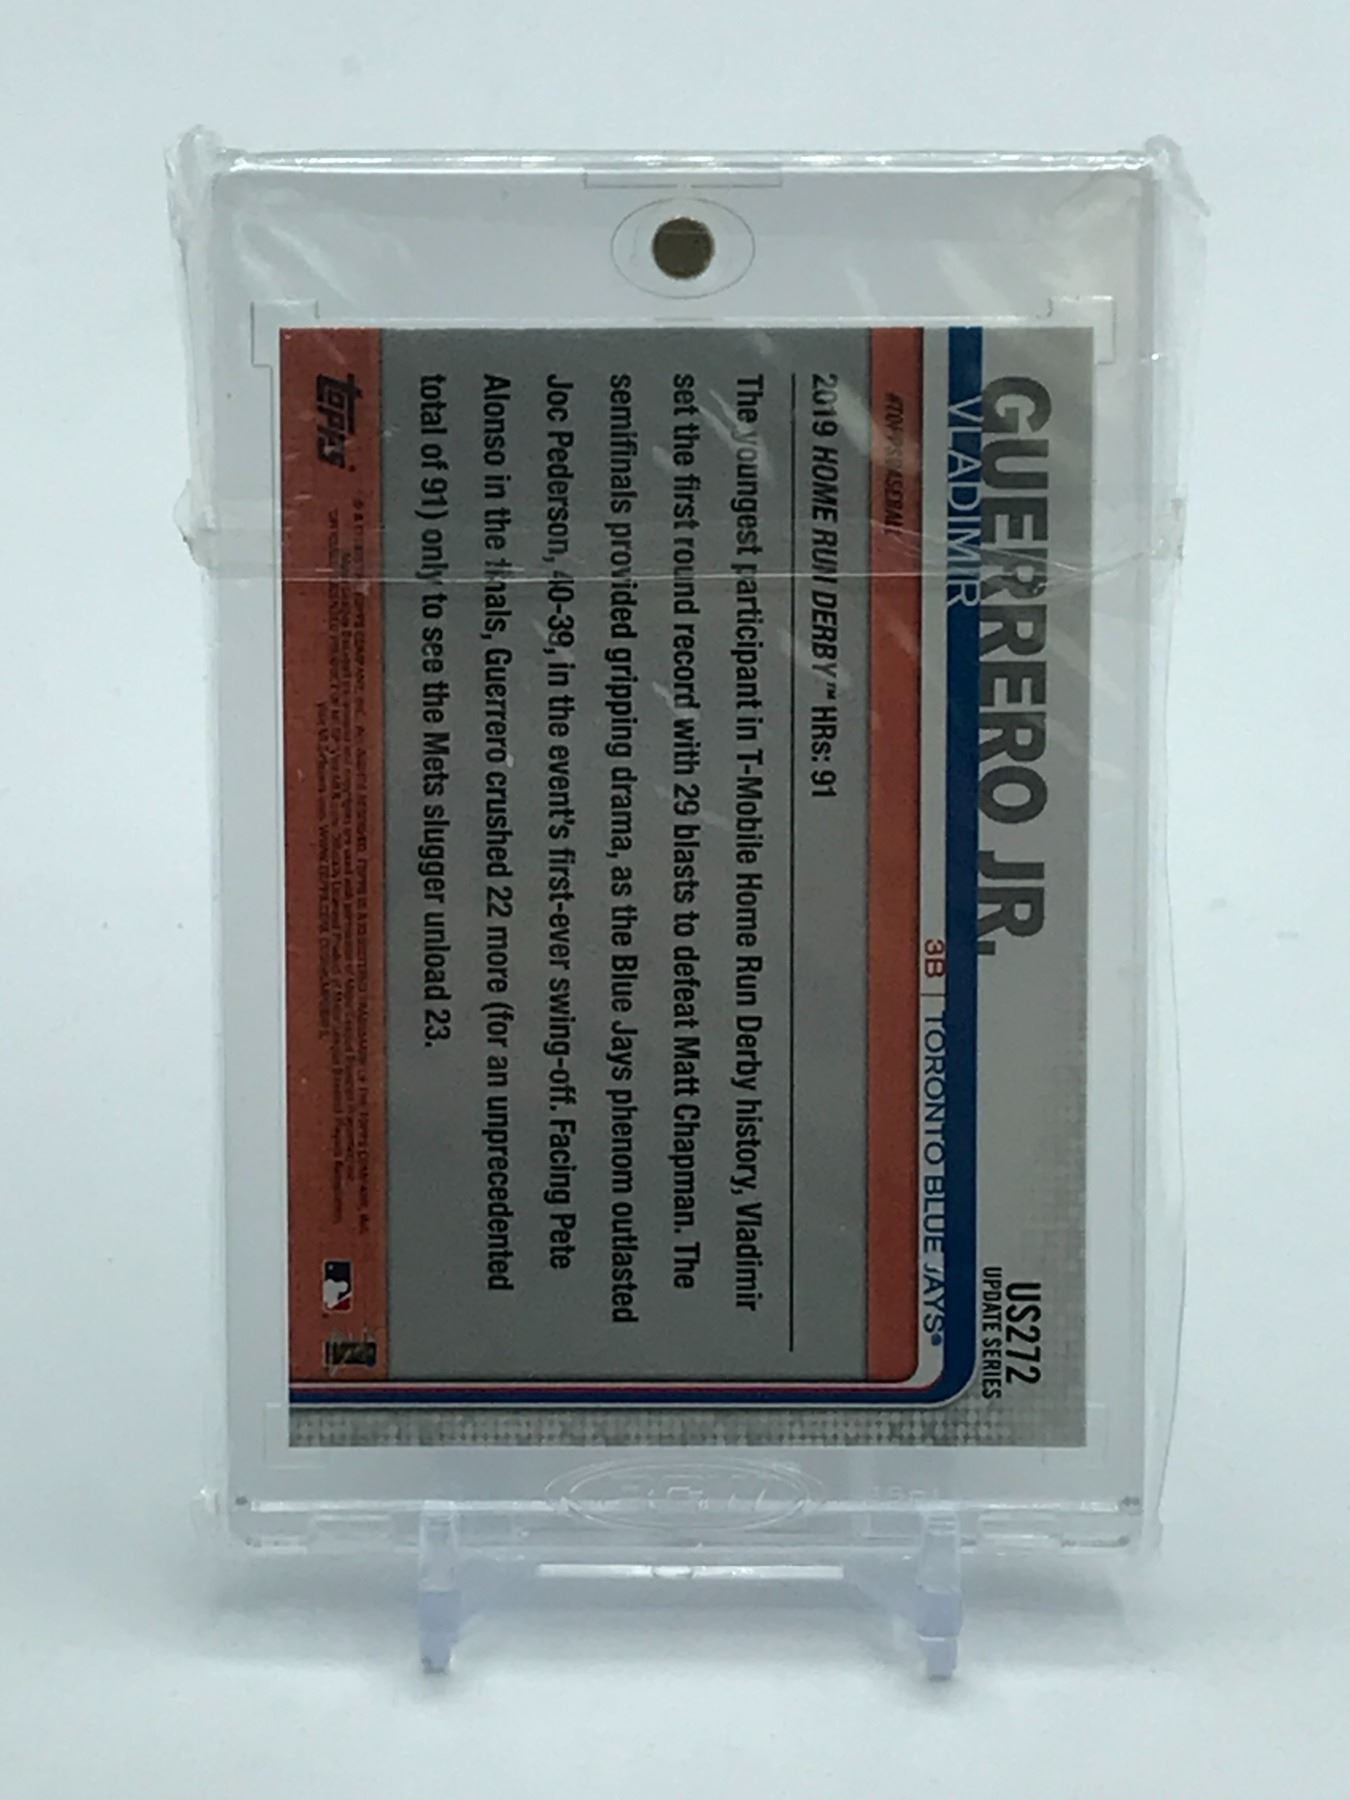 GUERRERO JR.
VLADIMIR
3B | TORONTO BLUE JAYS®
US272
UPDATE SERIES
#TOPPSBASEBALL
2019 HOME RUN DERBY™ HRs: 91
The youngest participant in T-Mobile Home Run Derby history, Vladimir
set the first round record with 29 blasts to defeat Matt Chapman. The
semifinals provided gripping drama, as the Blue Jays phenom outlasted
Joc Pederson, 40-39, in the event's first-ever swing-off. Facing Pete
Alonso in the finals, Guerrero crushed 22 more (for an unprecedented
total of 91) only to see the Mets slugger unload 23.
topps